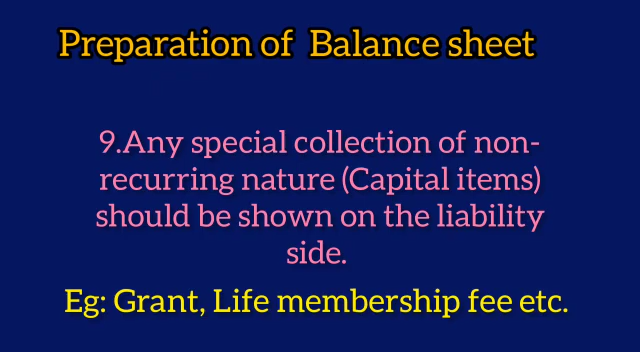 Preparation of Balance sheet
9.Any special collection of non-
recurring nature (Capital items)
should be shown on the liability
side.
Eg: Grant, Life membership fee etc.